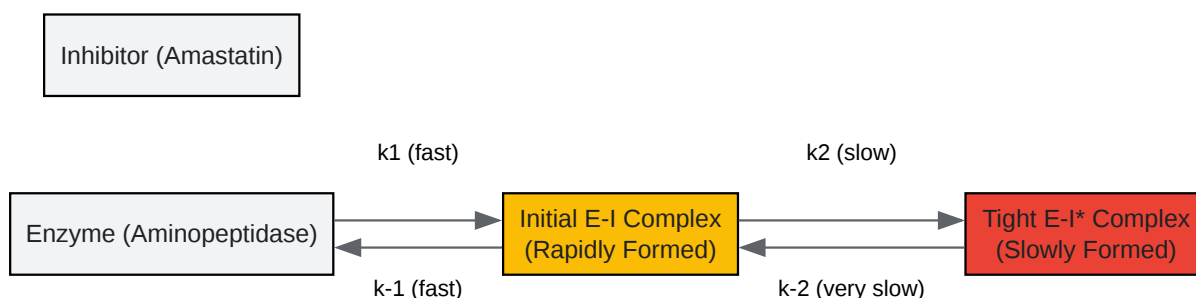 Inhibitor (Amastatin)
k1 (fast)
k2 (slow)
Enzyme (Aminopeptidase)
Initial E-I Complex
(Rapidly Formed)
Tight E-I* Complex
(Slowly Formed)
k-1 (fast)
k-2 (very slow)